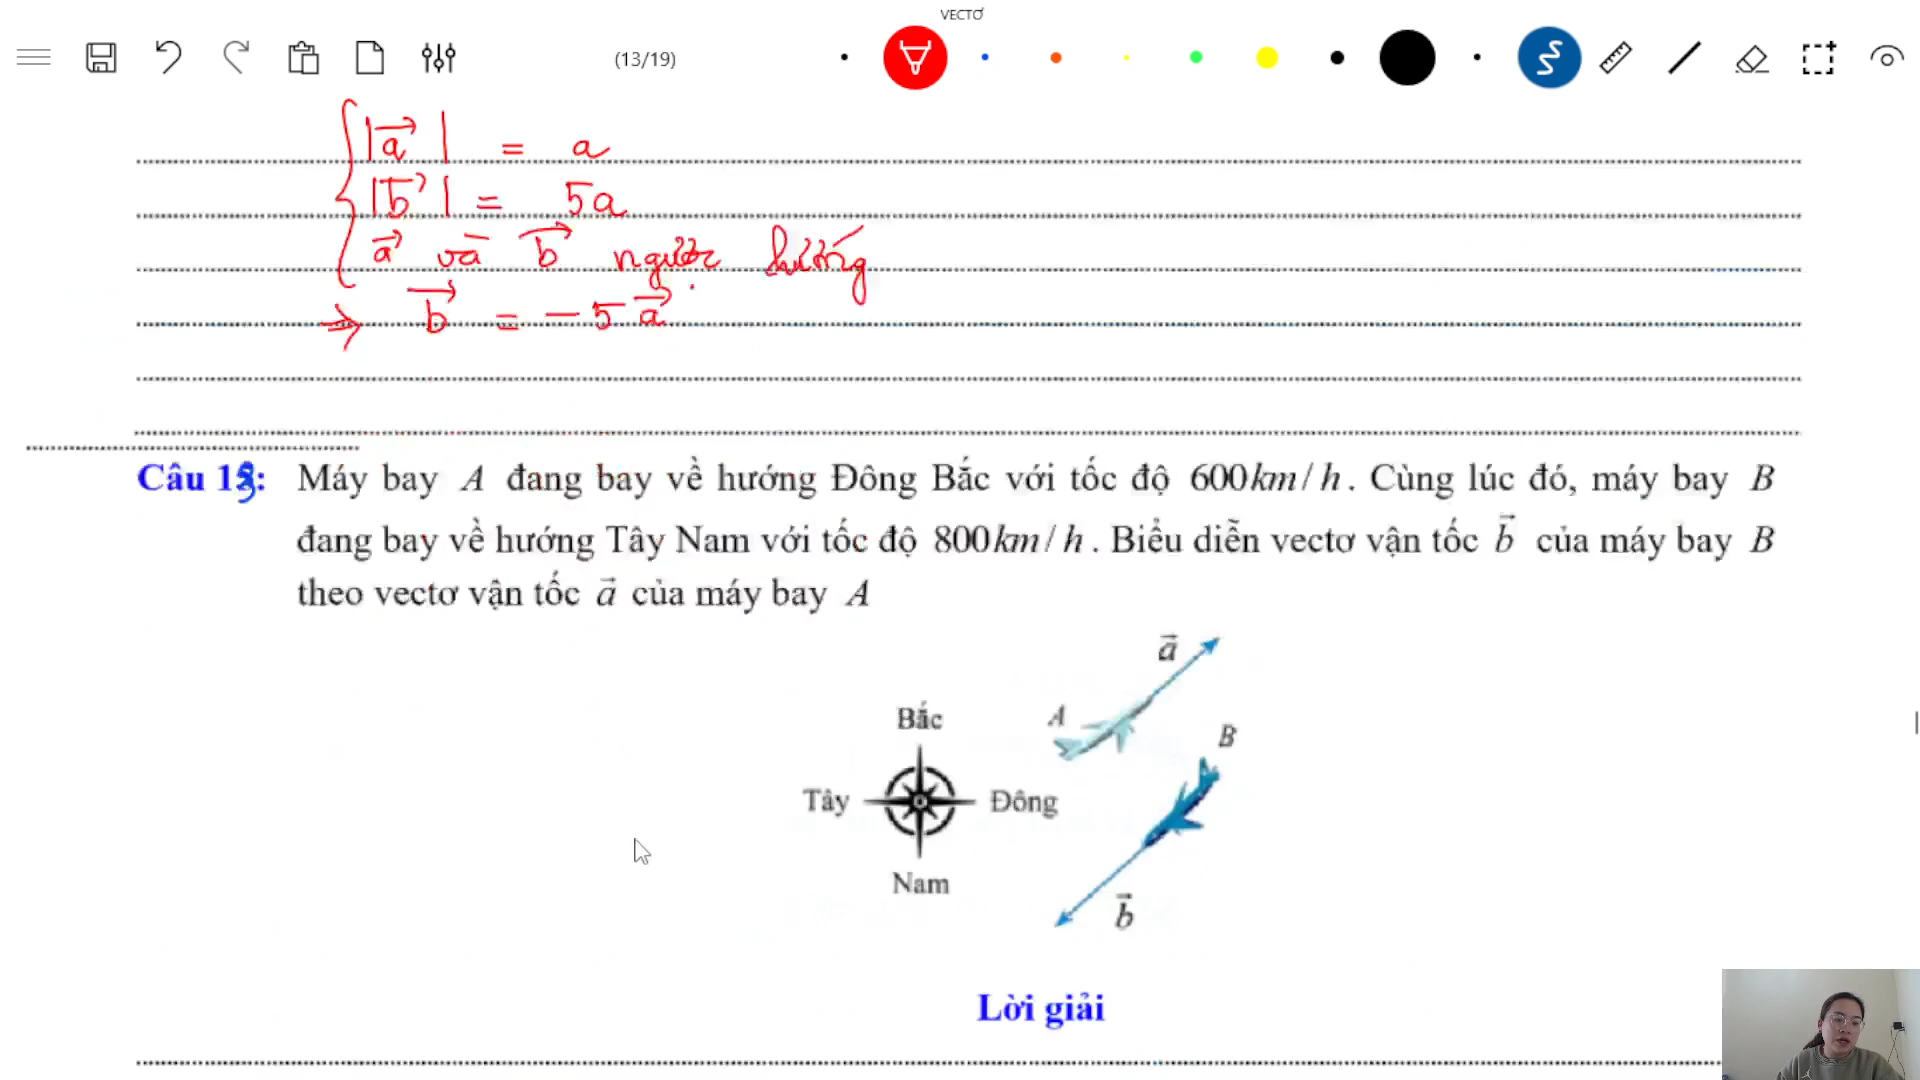 VECTƠ
(13/19)
|a⃗| = a
|b⃗| = 5a
a⃗ và b⃗ ngược hướng
⇒ b⃗ = -5a⃗
Câu 13: Máy bay A đang bay về hướng Đông Bắc với tốc độ 600km/h. Cùng lúc đó, máy bay B
đang bay về hướng Tây Nam với tốc độ 800km/h. Biểu diễn vectơ vận tốc b⃗ của máy bay B
theo vectơ vận tốc a⃗ của máy bay A
a⃗
Bắc
A
B
Tây
Đông
Nam
b⃗
Lời giải